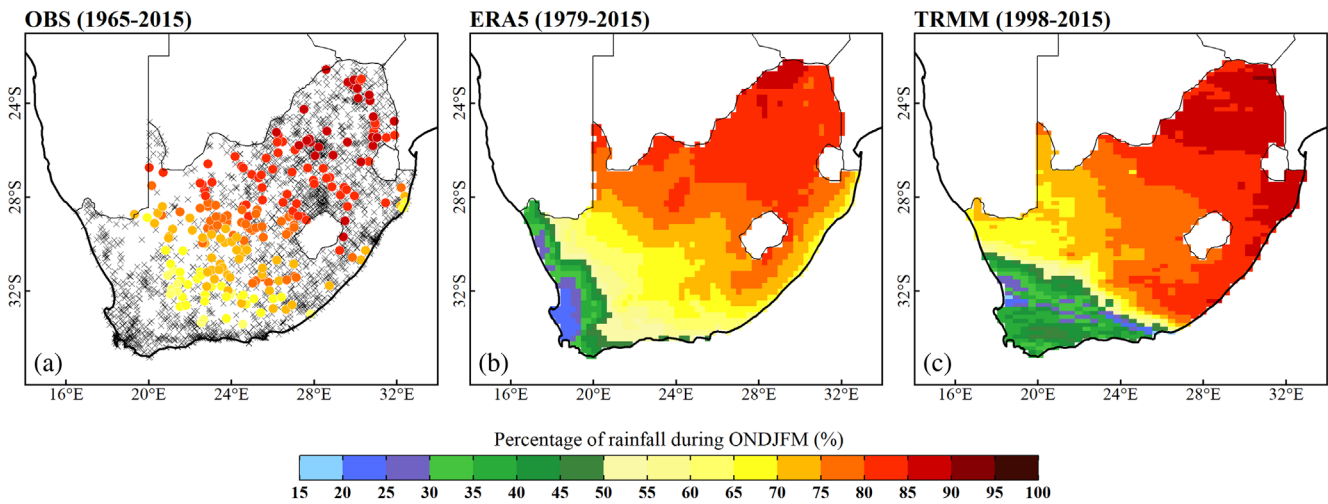 OBS (1965-2015) ERA5 (1979-2015) TRMM (1998-2015)
24°S 24°S 24°S
28°S 28°S 28°S
32°S 32°S 32°S
(a) (b) (c)
16°E 20°E 24°E 28°E 32°E 16°E 20°E 24°E 28°E 32°E 16°E 20°E 24°E 28°E 32°E
Percentage of rainfall during ONDJFM (%)
15 20 25 30 35 40 45 50 55 60 65 70 75 80 85 90 95 100